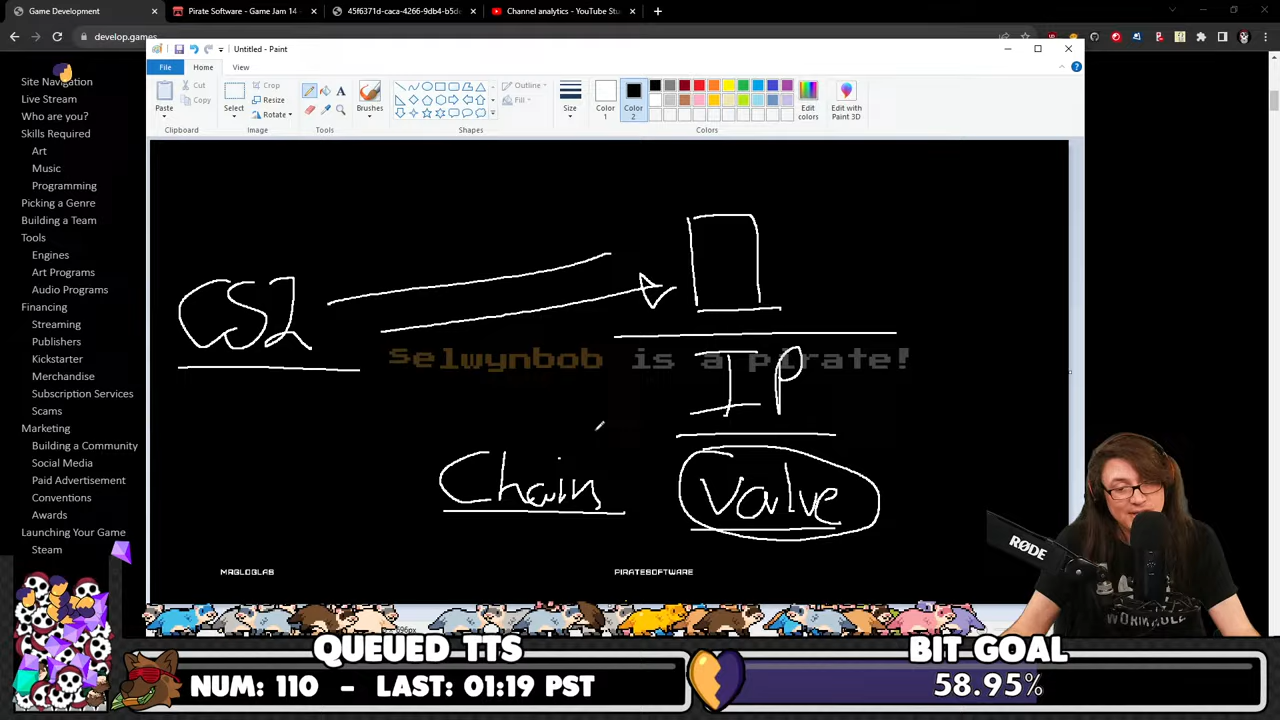 Game Development
Pirate Software - Game Jam 14 -
45f6371d-caca-4266-9db4-b5de
Channel analytics - YouTube Stu
develop.games
Untitled - Paint
File
Home
View
Paste
Cut
Copy
Clipboard
Select
Crop
Resize
Rotate
Image
Tools
Brushes
Shapes
Outline
Fill
Size
Color 1
Color 2
Edit colors
Edit with Paint 3D
Colors
Site Navigation
Live Stream
Who are you?
Skills Required
Art
Music
Programming
Picking a Genre
Building a Team
Tools
Engines
Art Programs
Audio Programs
Financing
Streaming
Publishers
Kickstarter
Merchandise
Subscription Services
Scams
Marketing
Building a Community
Social Media
Paid Advertisement
Conventions
Awards
Launching Your Game
Steam
CS2
Selwynbob is a pirate!
IP
Chain
Valve
MAGLOGLAB
PIRATESOFTWARE
RØDE
QUEUED TTS
NUM: 110 - LAST: 01:19 PST
BIT GOAL
58.95%